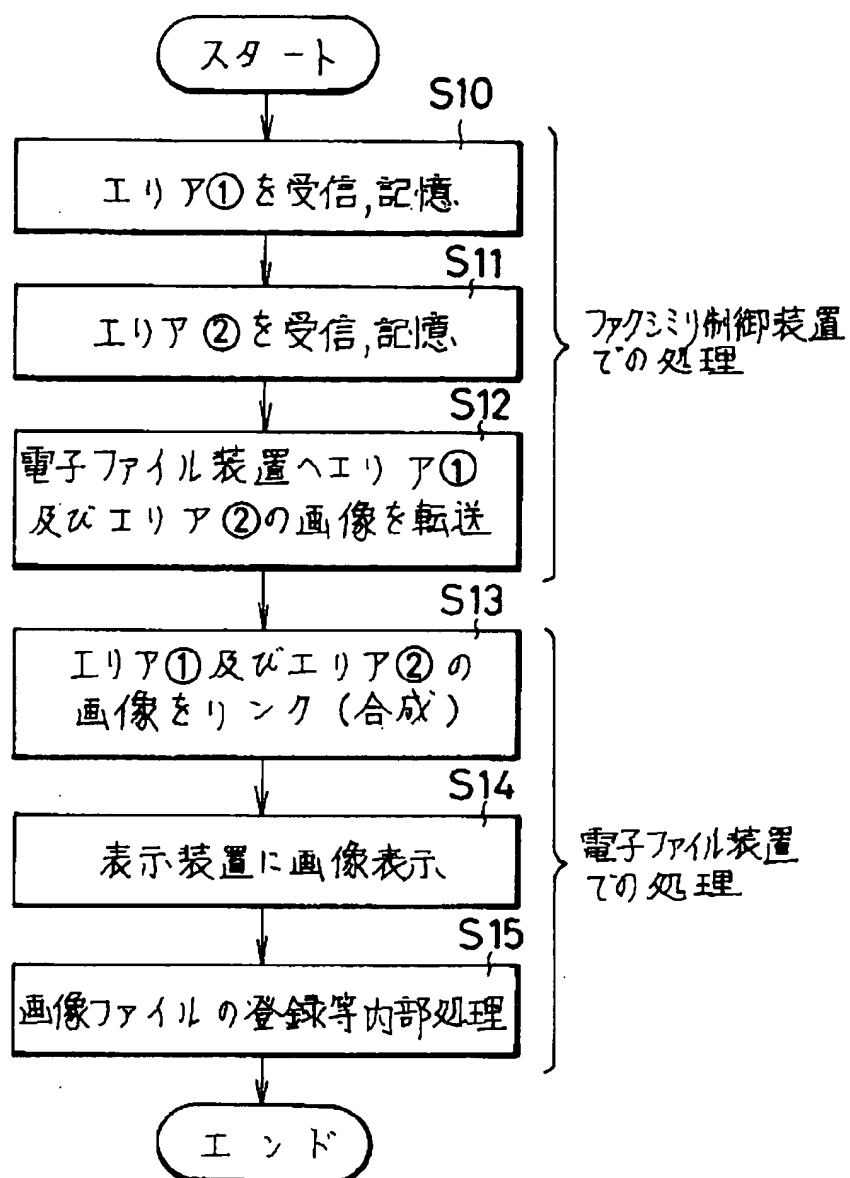 スタート
S10
エリア①を受信,記憶
S11
エリア②を受信,記憶
S12
電子ファイル装置へエリア①
及びエリア②の画像を転送
ファクシミリ制御装置
での処理
S13
エリア①及びエリア②の
画像をリンク(合成)
S14
表示装置に画像表示
S15
画像ファイルの登録等内部処理
電子ファイル装置
での処理
エンド